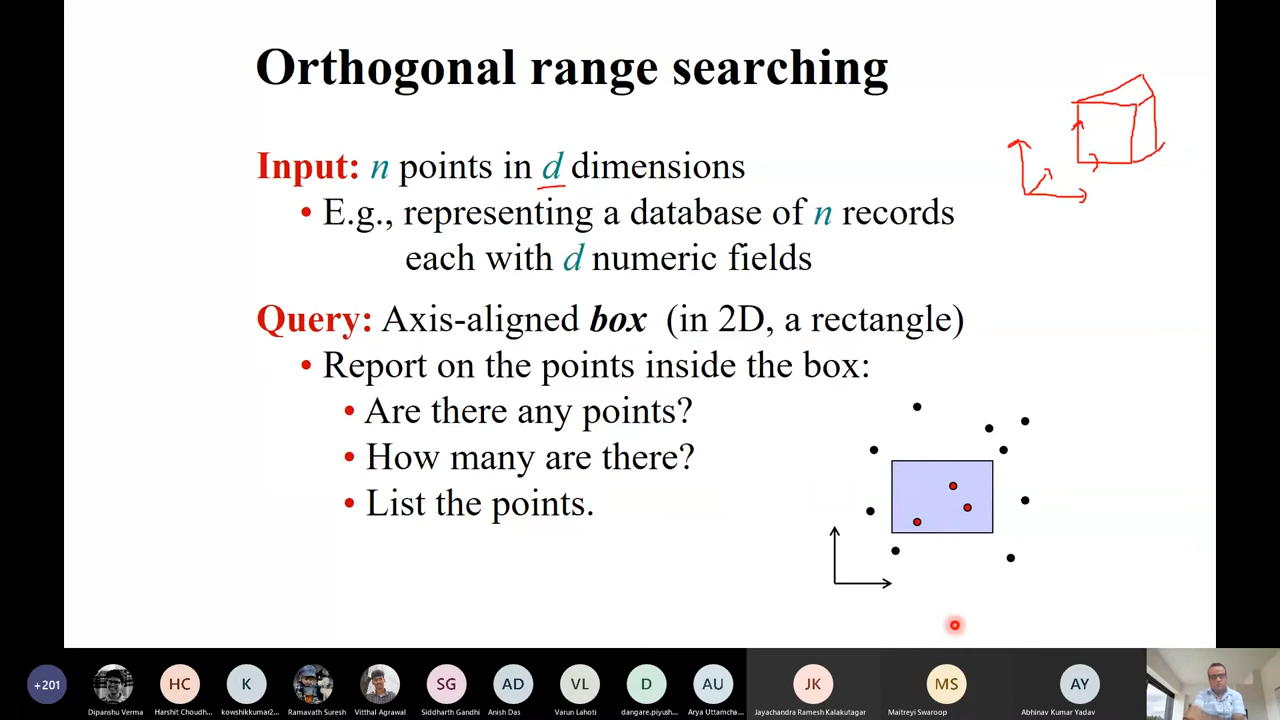 Orthogonal range searching
Input: n points in d dimensions
• E.g., representing a database of n records
each with d numeric fields
Query: Axis-aligned box (in 2D, a rectangle)
• Report on the points inside the box:
• Are there any points?
• How many are there?
• List the points.
+201
HC
K
SG
AD
VL
D
AU
JK
MS
AY
Dipanshu Verma
Harshit Choudh...
kowshikkumar2...
Ramavath Suresh
Vitthal Agrawal
Siddharth Gandhi
Anish Das
Varun Lahoti
dangare.piyush...
Arya Uttamcha...
Jayachandra Ramesh Kalakutagar
Maitreyi Swaroop
Abhinav Kumar Yadav